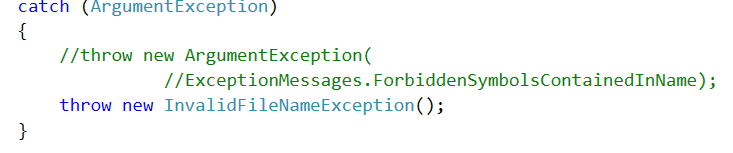 catch (ArgumentException)
{
//throw new ArgumentException(
//ExceptionMessages.ForbiddenSymbolsContainedInName);
throw new InvalidFileNameException();
}